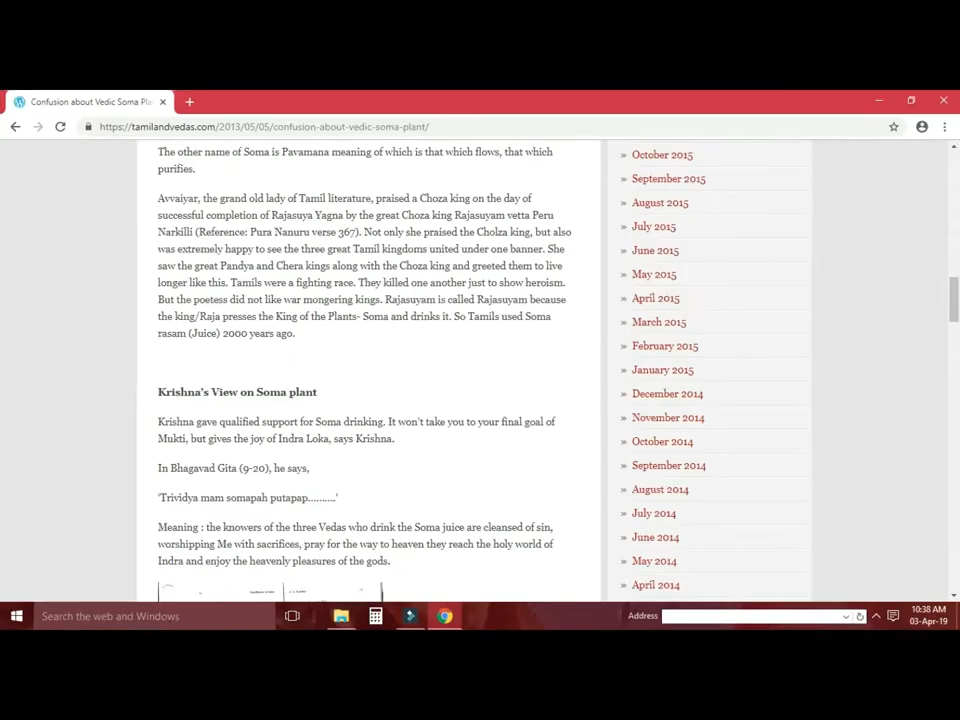 Confusion about Vedic Soma Pla
https://tamilandvedas.com/2013/05/05/confusion-about-vedic-soma-plant/
The other name of Soma is Pavamana meaning of which is that which flows, that which
purifies.
Avvaiyar, the grand old lady of Tamil literature, praised a Choza king on the day of
successful completion of Rajasuya Yagna by the great Choza king Rajasuyam vetta Peru
Narkilli (Reference: Pura Nanuru verse 367). Not only she praised the Cholza king, but also
was extremely happy to see the three great Tamil kingdoms united under one banner. She
saw the great Pandya and Chera kings along with the Choza king and greeted them to live
longer like this. Tamils were a fighting race. They killed one another just to show heroism.
But the poetess did not like war mongering kings. Rajasuyam is called Rajasuyam because
the king/Raja presses the King of the Plants- Soma and drinks it. So Tamils used Soma
rasam (Juice) 2000 years ago.
Krishna's View on Soma plant
Krishna gave qualified support for Soma drinking. It won't take you to your final goal of
Mukti, but gives the joy of Indra Loka, says Krishna.
In Bhagavad Gita (9-20), he says,
'Trividya mam somapah putapap..........'
Meaning : the knowers of the three Vedas who drink the Soma juice are cleansed of sin,
worshipping Me with sacrifices, pray for the way to heaven they reach the holy world of
Indra and enjoy the heavenly pleasures of the gods.
» October 2015
» September 2015
» August 2015
» July 2015
» June 2015
» May 2015
» April 2015
» March 2015
» February 2015
» January 2015
» December 2014
» November 2014
» October 2014
» September 2014
» August 2014
» July 2014
» June 2014
» May 2014
» April 2014
Search the web and Windows
Address
10:38 AM
03-Apr-19